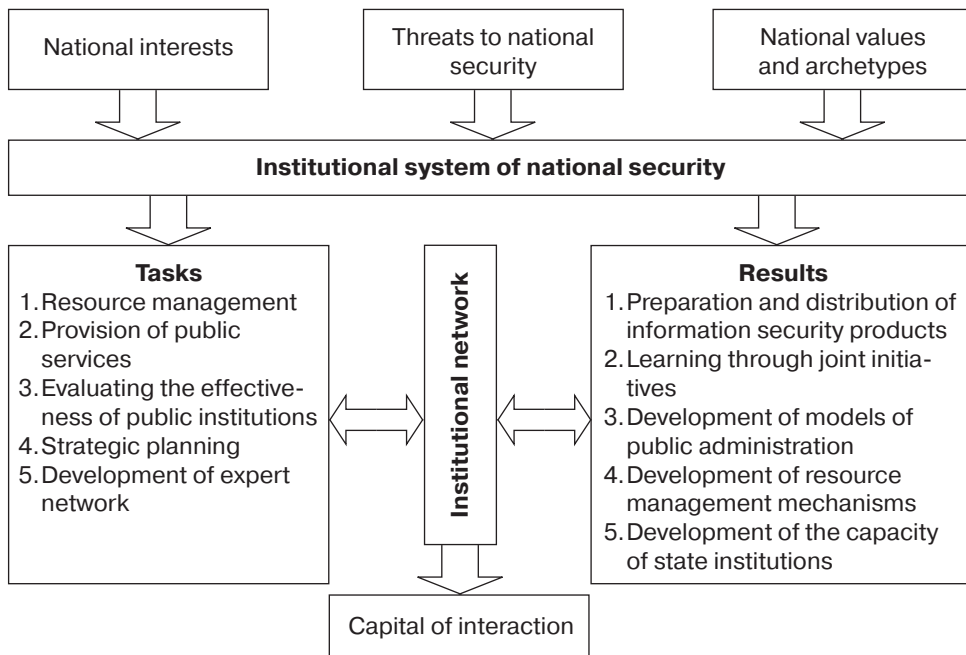 National interests
Threats to national
security
National values
and archetypes
Institutional system of national security
Tasks
1. Resource management
2. Provision of public
services
3. Evaluating the effective-
ness of public institutions
4. Strategic planning
5. Development of expert
network
Institutional network
Results
1. Preparation and distribution of
information security products
2. Learning through joint initia-
tives
3. Development of models of
public administration
4. Development of resource
management mechanisms
5. Development of the capacity
of state institutions
Capital of interaction